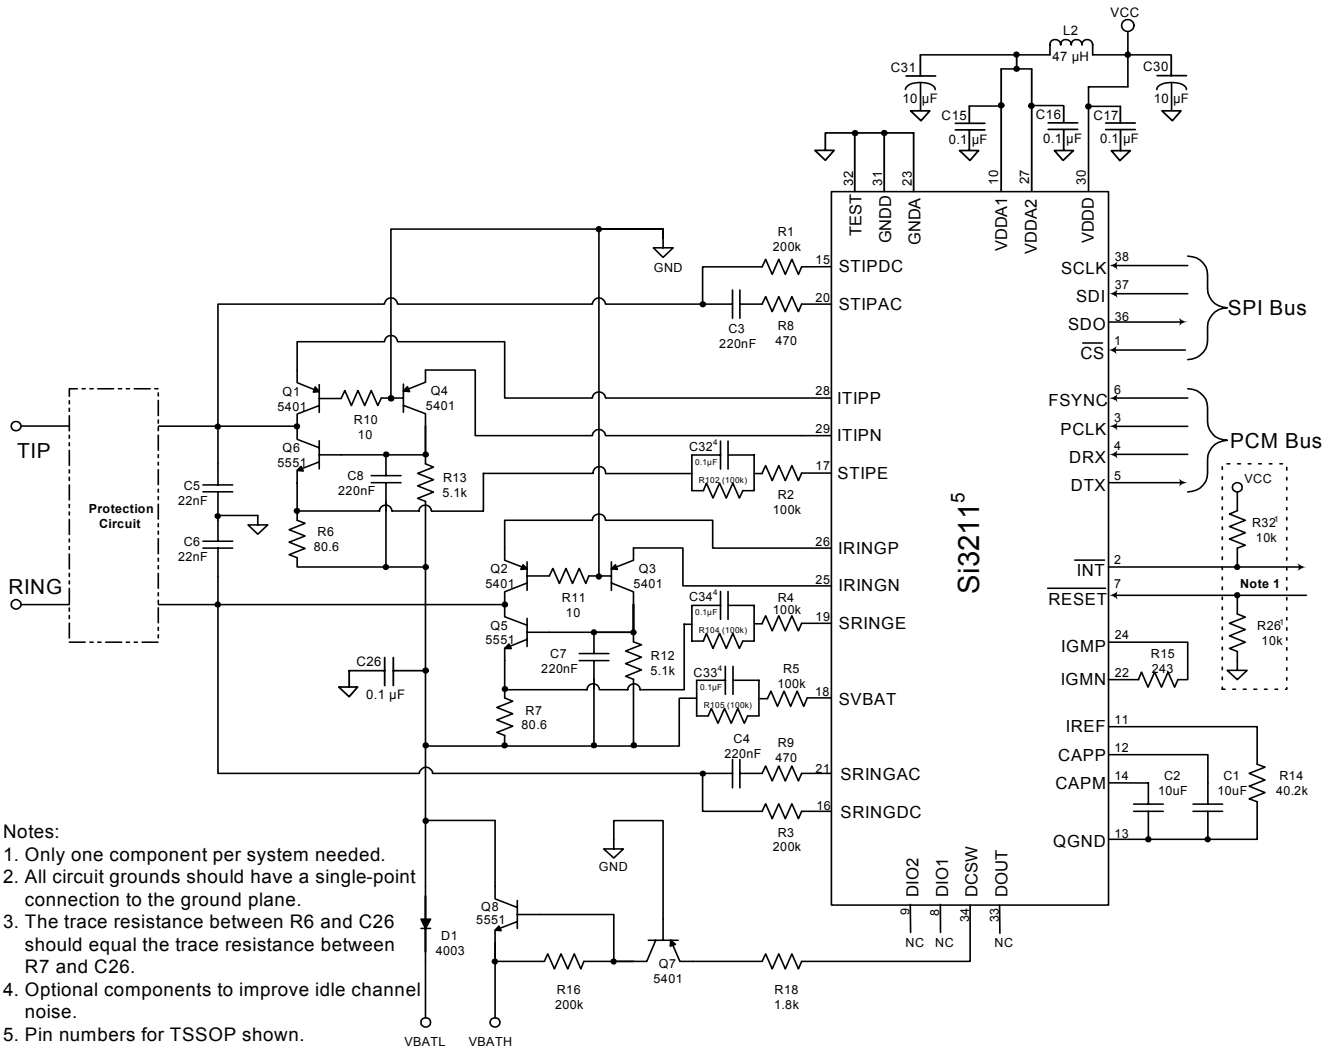 VCC
L2
47 µH
C31
10 µF
C30
10 µF
C15
0.1 µF
C16
0.1 µF
C17
0.1 µF
32
31
23
10
27
30
TEST
GNDD
GNDA
VDDA1
VDDA2
VDDD
GND
R1
200k
15
STIPDC
C3
220nF
R8
470
20
STIPAC
SCLK
38
SDI
37
SDO
36
CS
1
SPI Bus
Q1
5401
R10
10
Q4
5401
28
ITIPP
29
ITIPN
FSYNC
6
PCLK
3
DRX
4
DTX
5
PCM Bus
TIP
Q6
5551
C8
220nF
R13
5.1k
C32⁴
0.1µF
R102 (100k)
R2
100k
17
STIPE
Protection
Circuit
C5
22nF
C6
22nF
R6
80.6
Si3211⁵
VCC
R32¹
10k
INT
2
Note 1
RESET
7
R26¹
10k
RING
Q2
5401
R11
10
Q3
5401
26
IRINGP
25
IRINGN
C34⁴
0.1µF
R104 (100k)
R4
100k
19
SRINGE
Q5
5551
C7
220nF
R12
5.1k
C26
0.1 µF
R7
80.6
C33⁴
0.1µF
R105 (100k)
R5
100k
18
SVBAT
IGMP
24
R15
243
IGMN
22
IREF
11
CAPP
12
CAPM
14
C2
10uF
C1
10uF
R14
40.2k
QGND
13
C4
220nF
R9
470
21
SRINGAC
16
SRINGDC
R3
200k
GND
DIO2
DIO1
DCSW
DOUT
9
8
34
33
NC
NC
NC
Q8
5551
D1
4003
R16
200k
Q7
5401
R18
1.8k
VBATL
VBATH
Notes:
1. Only one component per system needed.
2. All circuit grounds should have a single-point
connection to the ground plane.
3. The trace resistance between R6 and C26
should equal the trace resistance between
R7 and C26.
4. Optional components to improve idle channel
noise.
5. Pin numbers for TSSOP shown.